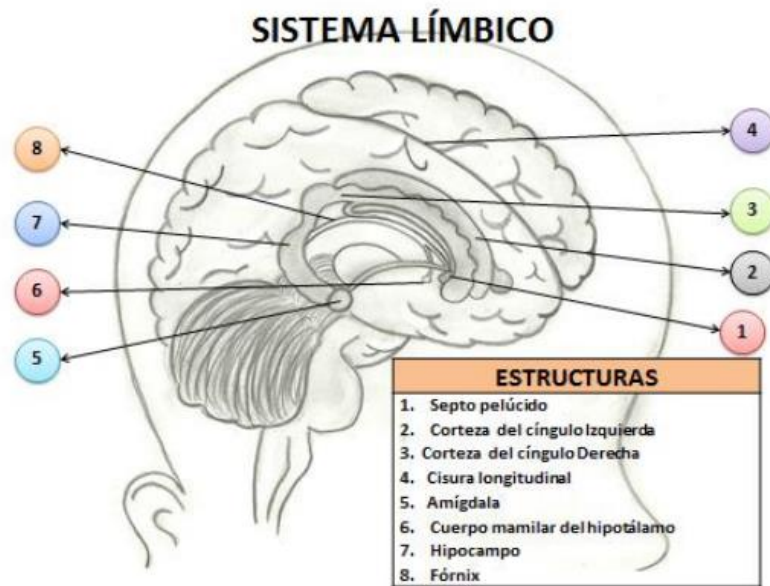 SISTEMA LÍMBICO
8
7
6
5
4
3
2
1
ESTRUCTURAS
1. Septo pelúcido
2. Corteza del cíngulo Izquierda
3. Corteza del cíngulo Derecha
4. Cisura longitudinal
5. Amígdala
6. Cuerpo mamilar del hipotálamo
7. Hipocampo
8. Fórnix